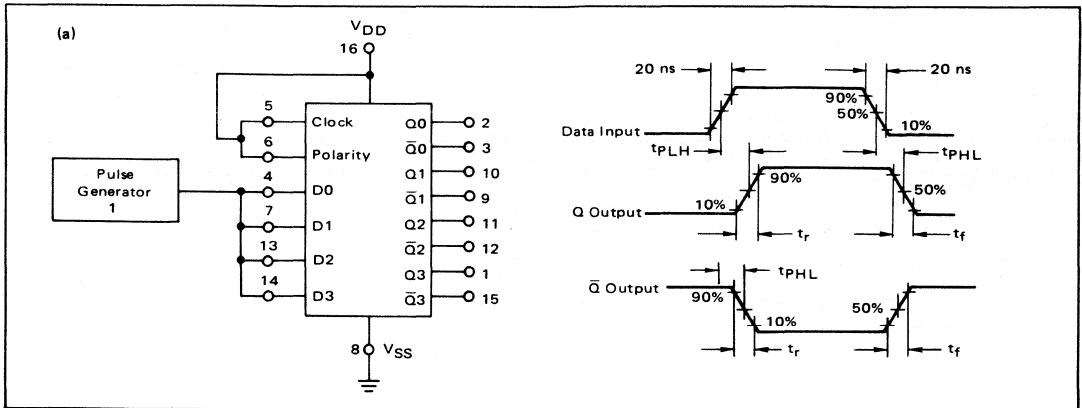 (a)
VDD
16
5
Clock
6
Polarity
Pulse
Generator
1
4
D0
7
D1
13
D2
14
D3
Q0
2
Q̅0
3
Q1
10
Q̅1
9
Q2
11
Q̅2
12
Q3
1
Q̅3
15
8
VSS
20 ns
20 ns
90%
50%
10%
Data Input
tPLH
tPHL
90%
50%
10%
Q Output
tr
tf
tPHL
Q̅ Output
90%
50%
10%
tr
tf